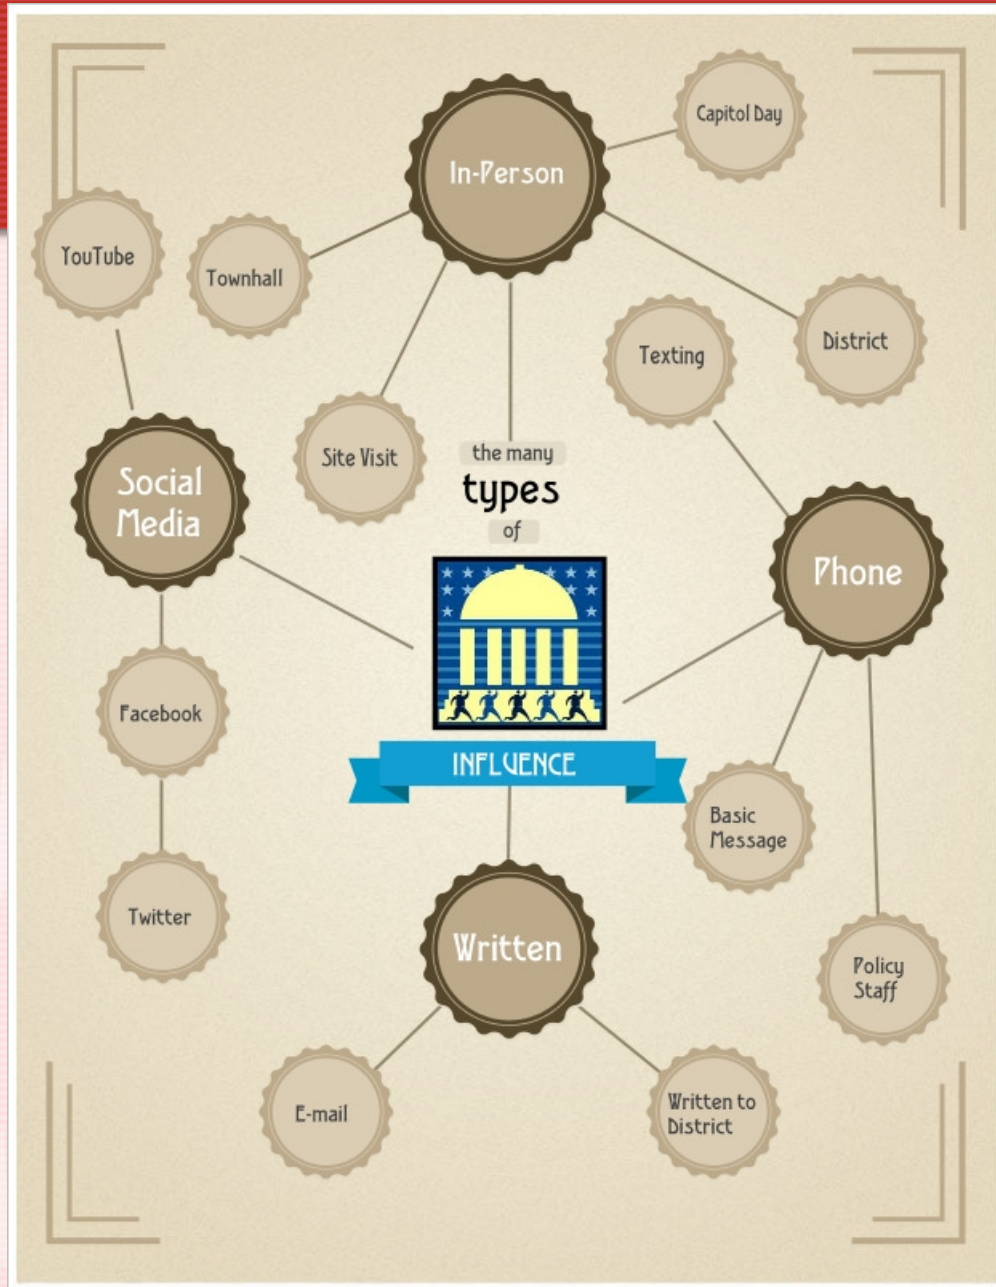 Capitol Day
In-Person
YouTube
Townhall
District
Texting
Site Visit
the many
types
of
Social
Media
Phone
Facebook
INFLUENCE
Basic
Message
Twitter
Written
Policy
Staff
E-mail
Written to
District